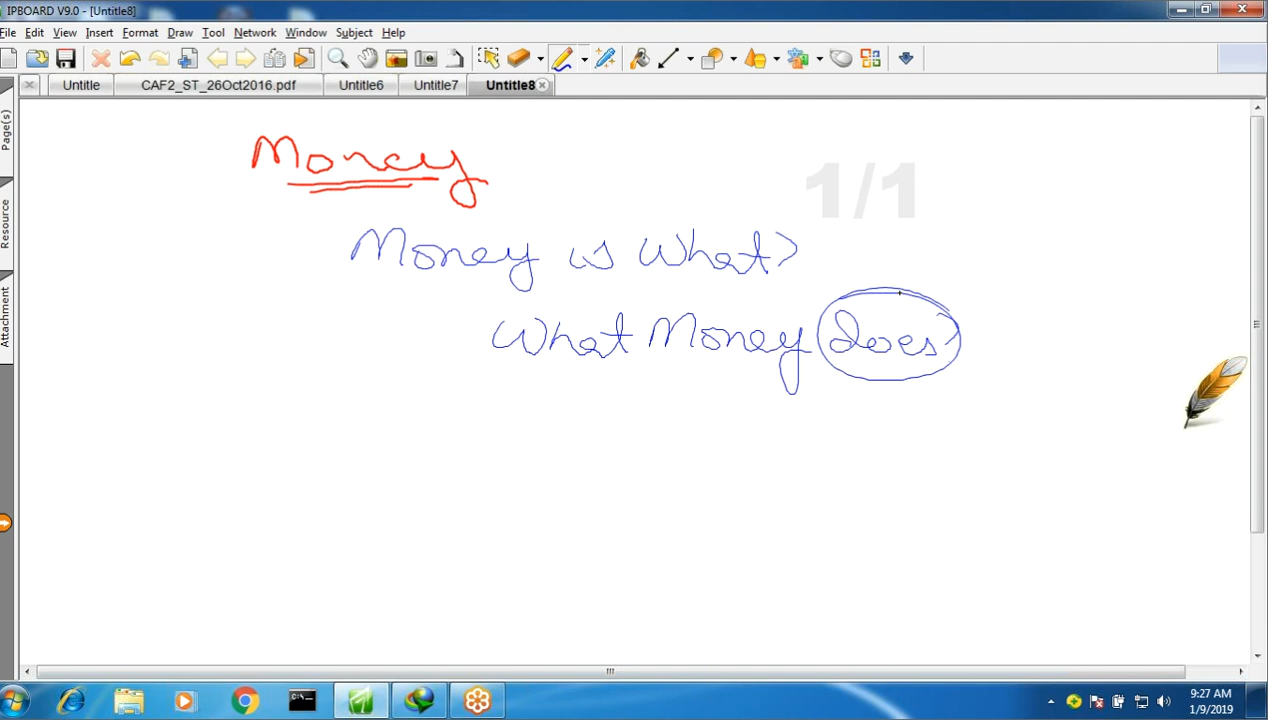 IPBOARD V9.0 - [Untitle8]
File Edit View Insert Format Draw Tool Network Window Subject Help
Untitle CAF2_ST_26Oct2016.pdf Untitle6 Untitle7 Untitle8
Page(s)
Resource
Attachment
1/1
Money
Money is What?
What Money does?
9:27 AM
1/9/2019